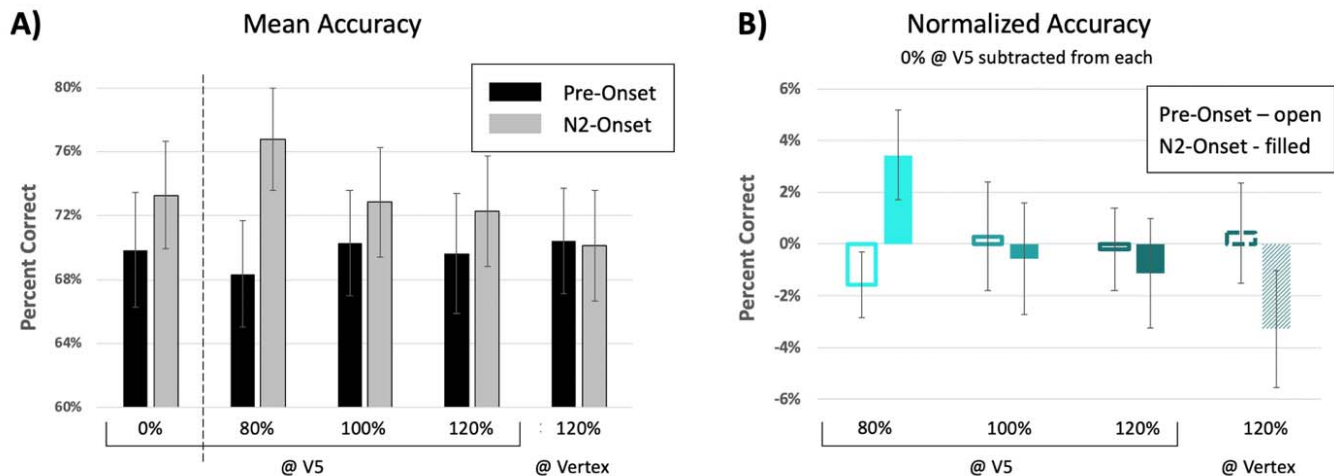 A)
Mean Accuracy
Pre-Onset
N2-Onset
Percent Correct
80%
76%
72%
68%
64%
60%
0%
80%
100%
120%
: 120%
@ V5
@ Vertex
B)
Normalized Accuracy
0% @ V5 subtracted from each
Pre-Onset – open
N2-Onset - filled
Percent Correct
6%
4%
2%
0%
-2%
-4%
-6%
80%
100%
120%
120%
@ V5
@ Vertex